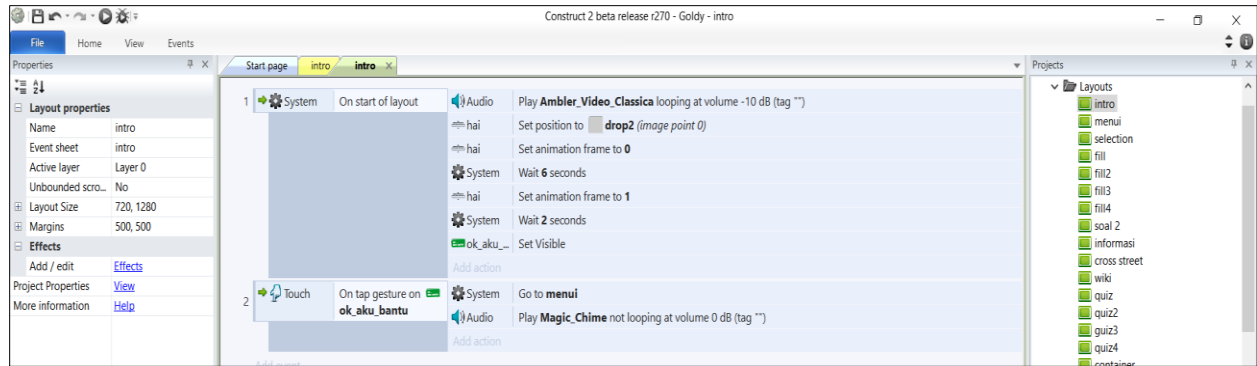 Construct 2 beta release r270 - Goldy - intro
File Home View Events
Properties
Layout properties
Name intro
Event sheet intro
Active layer Layer 0
Unbounded scro... No
Layout Size 720, 1280
Margins 500, 500
Effects
Add / edit Effects
Project Properties View
More information Help
Start page intro intro
1 System On start of layout Audio Play Ambler_Video_Classica looping at volume -10 dB (tag "")
hai Set position to drop2 (image point 0)
hai Set animation frame to 0
System Wait 6 seconds
hai Set animation frame to 1
System Wait 2 seconds
ok_aku_... Set Visible
Add action
2 Touch On tap gesture on ok_aku_bantu System Go to menui
Audio Play Magic_Chime not looping at volume 0 dB (tag "")
Add action
Add event
Projects
Layouts
intro
menui
selection
fill
fill2
fill3
fill4
soal 2
informasi
cross street
wiki
quiz
quiz2
quiz3
quiz4
container